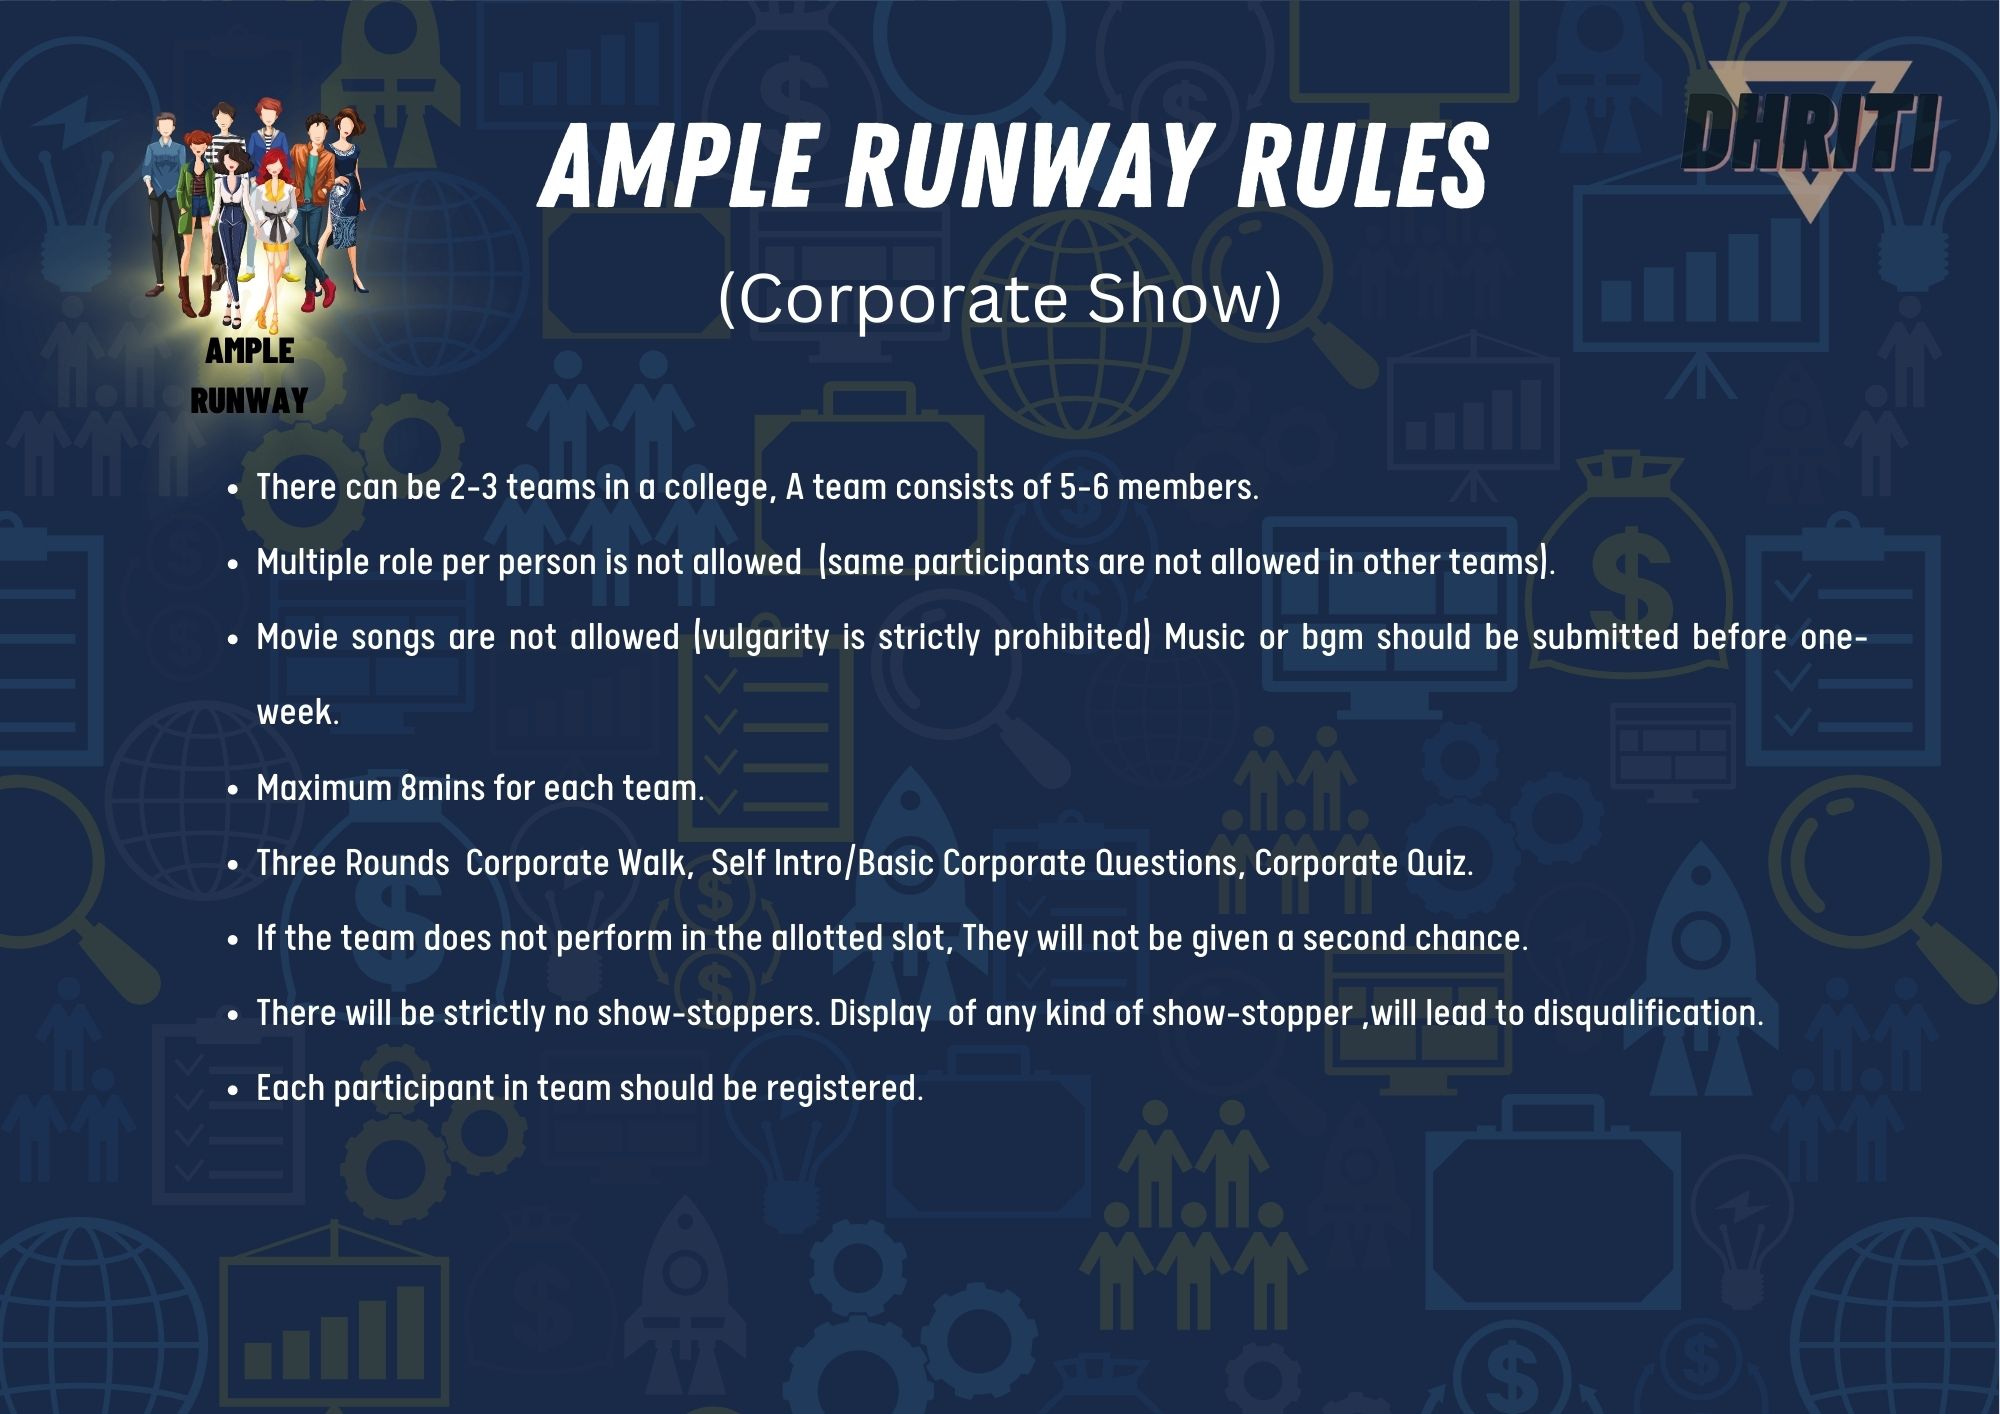 AMPLE RUNWAY RULES
DHRITI
(Corporate Show)
AMPLE
RUNWAY
• There can be 2-3 teams in a college, A team consists of 5-6 members.
• Multiple role per person is not allowed (same participants are not allowed in other teams).
• Movie songs are not allowed (vulgarity is strictly prohibited) Music or bgm should be submitted before one-
week.
• Maximum 8mins for each team.
• Three Rounds Corporate Walk, Self Intro/Basic Corporate Questions, Corporate Quiz.
• If the team does not perform in the allotted slot, They will not be given a second chance.
• There will be strictly no show-stoppers. Display of any kind of show-stopper ,will lead to disqualification.
• Each participant in team should be registered.